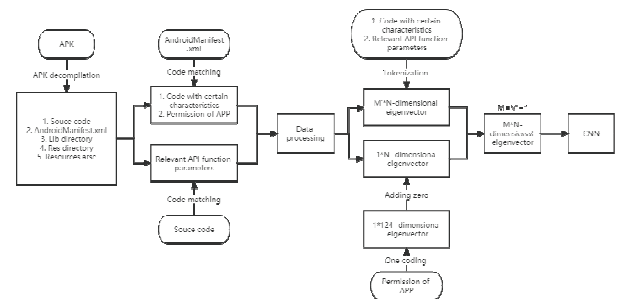 APK
APK decompilation
1. Souce code
2. AndroidManifest.xml
3. Lib directory
4. Res directory
5. Resources.arsc
AndroidManifest
.xml
Code matching
1. Code with certain
characteristics
2. Permission of APP
Relevant API function
parameters
Code matching
Souce code
Data
processing
1. Code with certain
characteristics
2. Relevant API function
parameters
Tokenization
M'*N-dimensional
eigenvector
1*N -dimensional
eigenvector
Adding zero
1*124 -dimensional
eigenvector
One coding
Permission of
APP
M*N-
dimensional
eigenvector
CNN